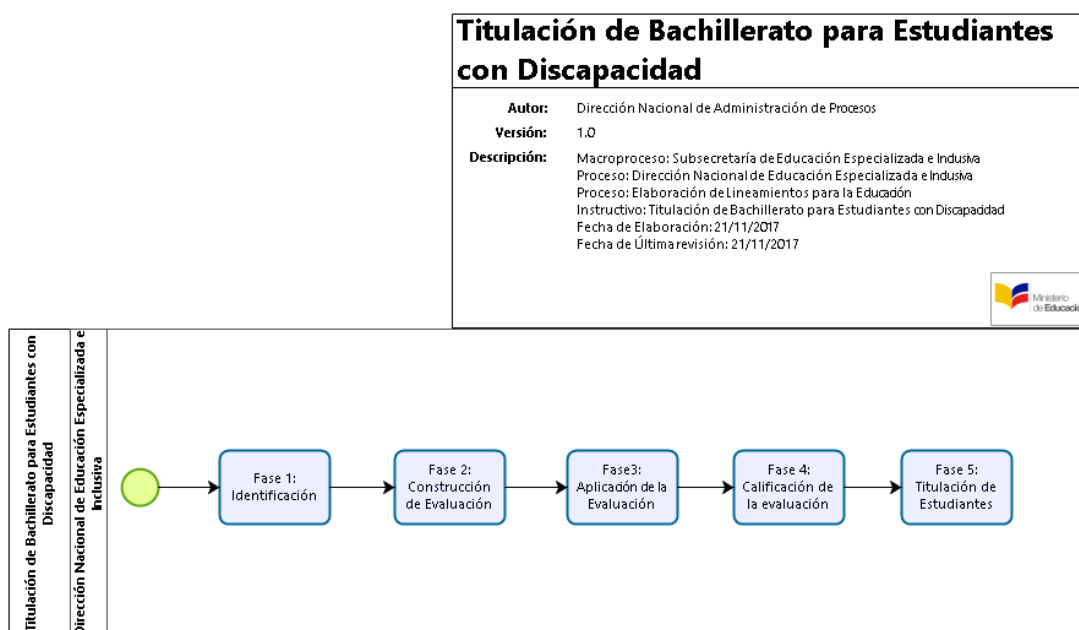 Titulación de Bachillerato para Estudiantes
con Discapacidad
Autor: Dirección Nacional de Administración de Procesos
Versión: 1.0
Descripción: Macroproceso: Subsecretaría de Educación Especializada e Inclusiva
Proceso: Dirección Nacional de Educación Especializada e Inclusiva
Proceso: Elaboración de Lineamientos para la Educación
Instructivo: Titulación de Bachillerato para Estudiantes con Discapacidad
Fecha de Elaboración: 21/11/2017
Fecha de Última revisión: 21/11/2017
Ministerio
de Educació
Titulación de Bachillerato para Estudiantes con
Discapacidad
Dirección Nacional de Educación Especializada e
Inclusiva
Fase 1:
Identificación
Fase 2:
Construcción
de Evaluación
Fase3:
Aplicación de la
Evaluación
Fase 4:
Calificación de
la evaluación
Fase 5:
Titulación de
Estudiantes